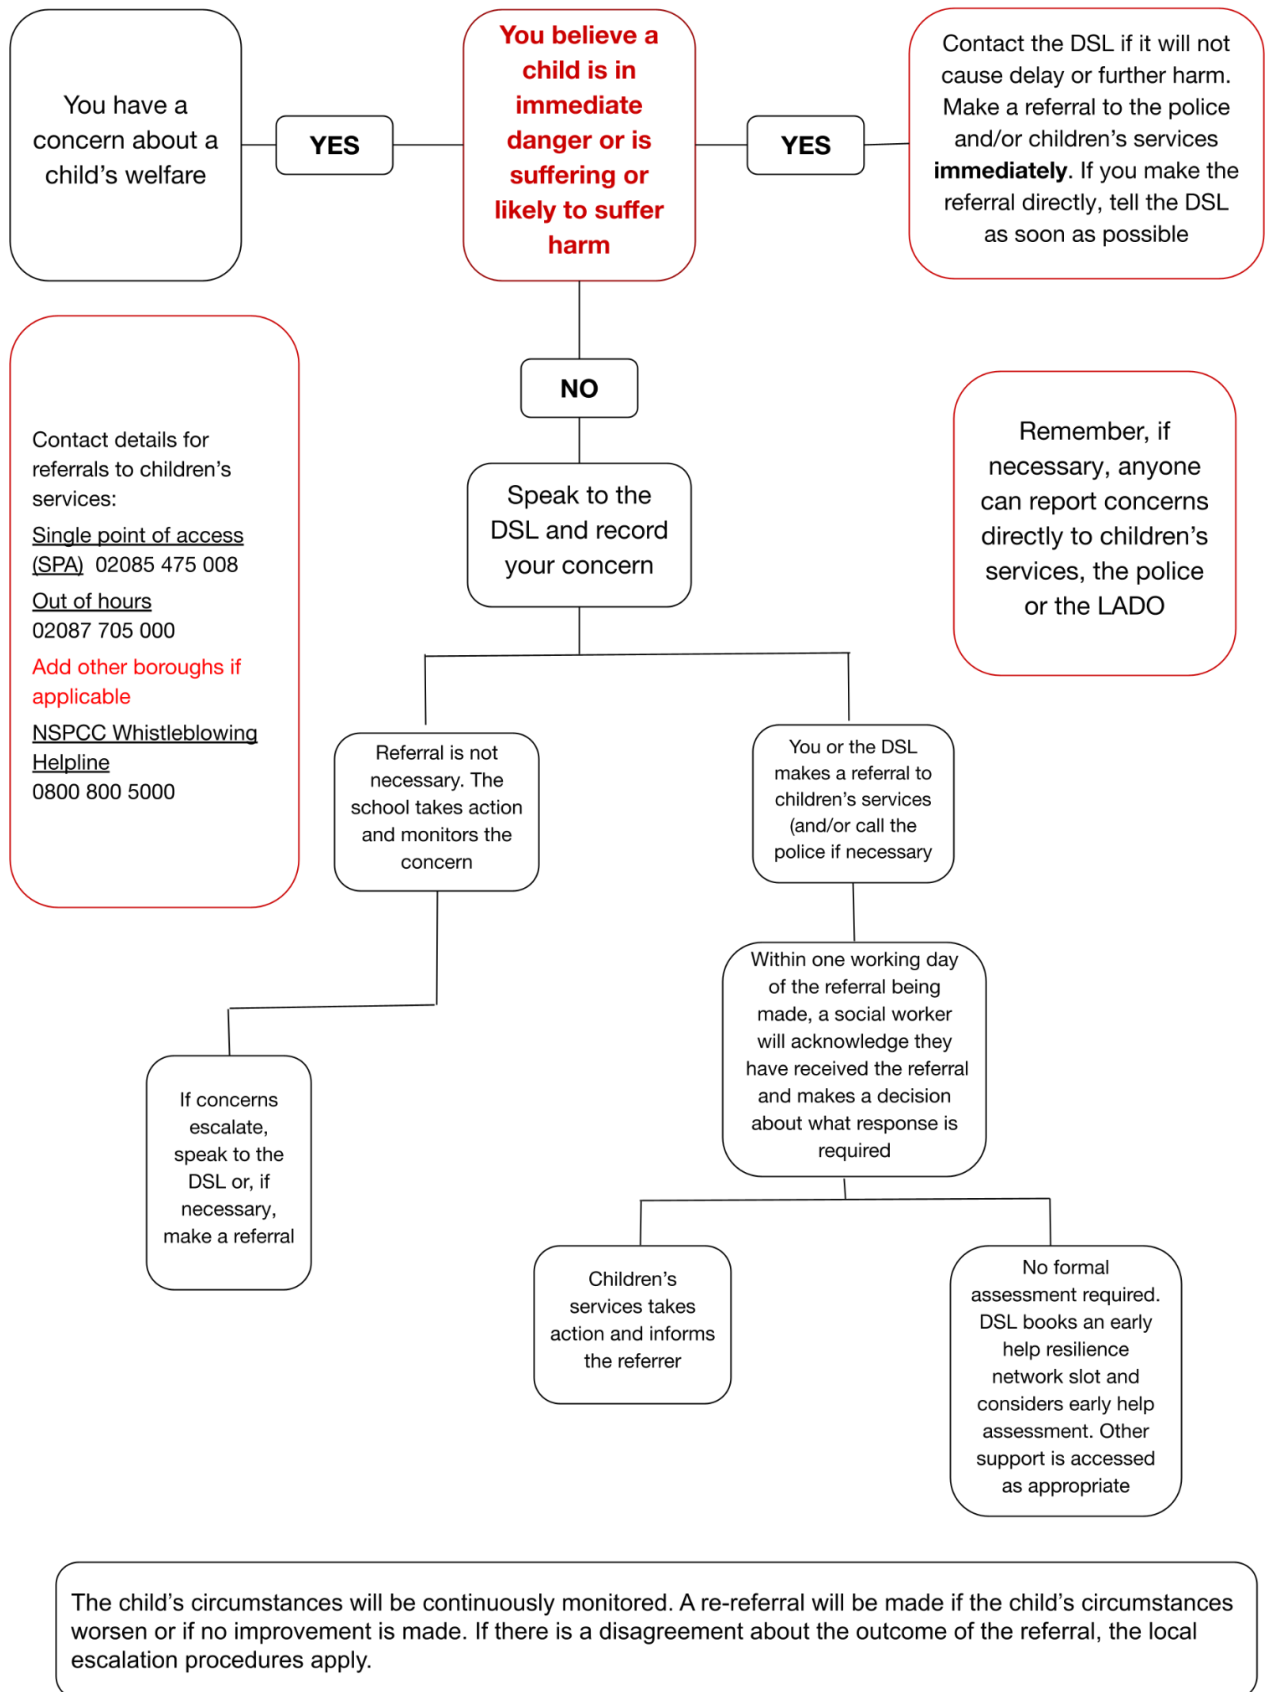 You have a
concern about a
child's welfare
YES
You believe a
child is in
immediate
danger or is
suffering or
likely to suffer
harm
YES
Contact the DSL if it will not
cause delay or further harm.
Make a referral to the police
and/or children's services
immediately. If you make the
referral directly, tell the DSL
as soon as possible
NO
Contact details for
referrals to children's
services:
Single point of access
(SPA) 02085 475 008
Out of hours
02087 705 000
Add other boroughs if
applicable
NSPCC Whistleblowing
Helpline
0800 800 5000
Speak to the
DSL and record
your concern
Remember, if
necessary, anyone
can report concerns
directly to children's
services, the police
or the LADO
Referral is not
necessary. The
school takes action
and monitors the
concern
You or the DSL
makes a referral to
children's services
(and/or call the
police if necessary
If concerns
escalate,
speak to the
DSL or, if
necessary,
make a referral
Within one working day
of the referral being
made, a social worker
will acknowledge they
have received the referral
and makes a decision
about what response is
required
Children's
services takes
action and informs
the referrer
No formal
assessment required.
DSL books an early
help resilience
network slot and
considers early help
assessment. Other
support is accessed
as appropriate
The child's circumstances will be continuously monitored. A re-referral will be made if the child's circumstances
worsen or if no improvement is made. If there is a disagreement about the outcome of the referral, the local
escalation procedures apply.